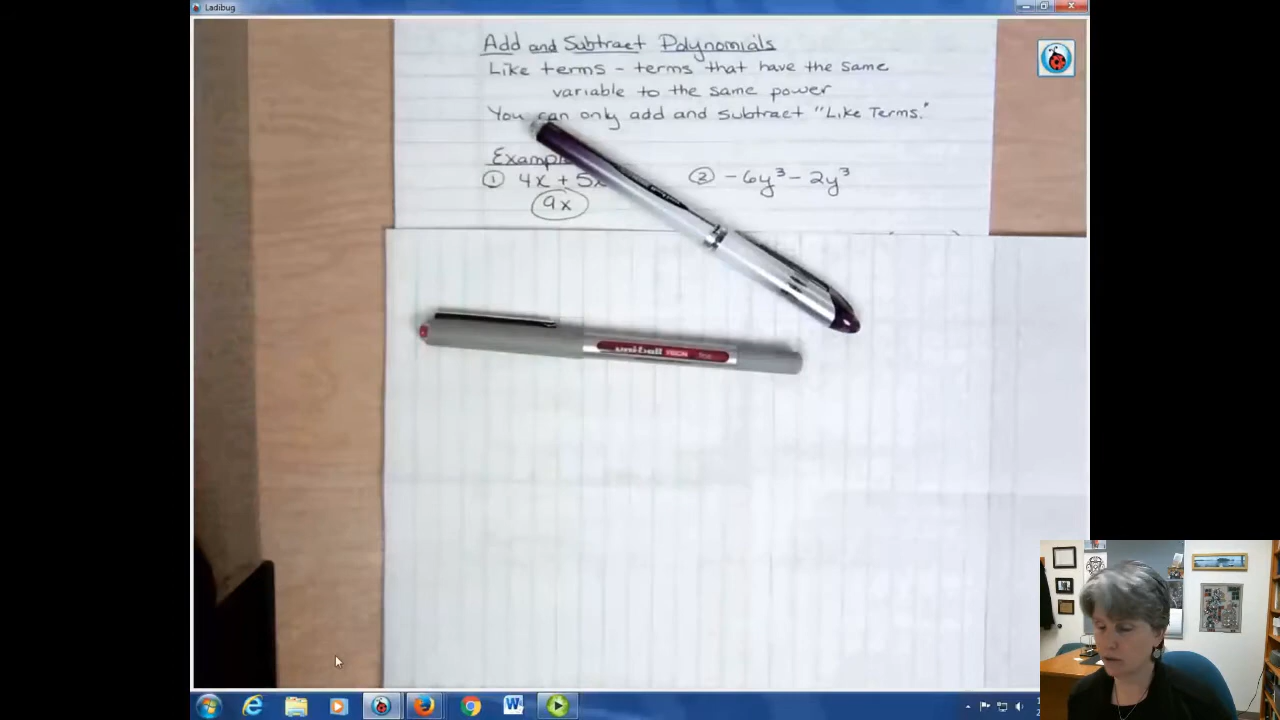 Ladibug
Add and Subtract Polynomials
Like terms - terms that have the same
variable to the same power
You can only add and subtract "Like Terms."
Exampl
① 4x + 5x
② -6y³ - 2y³
9x
uni-ball